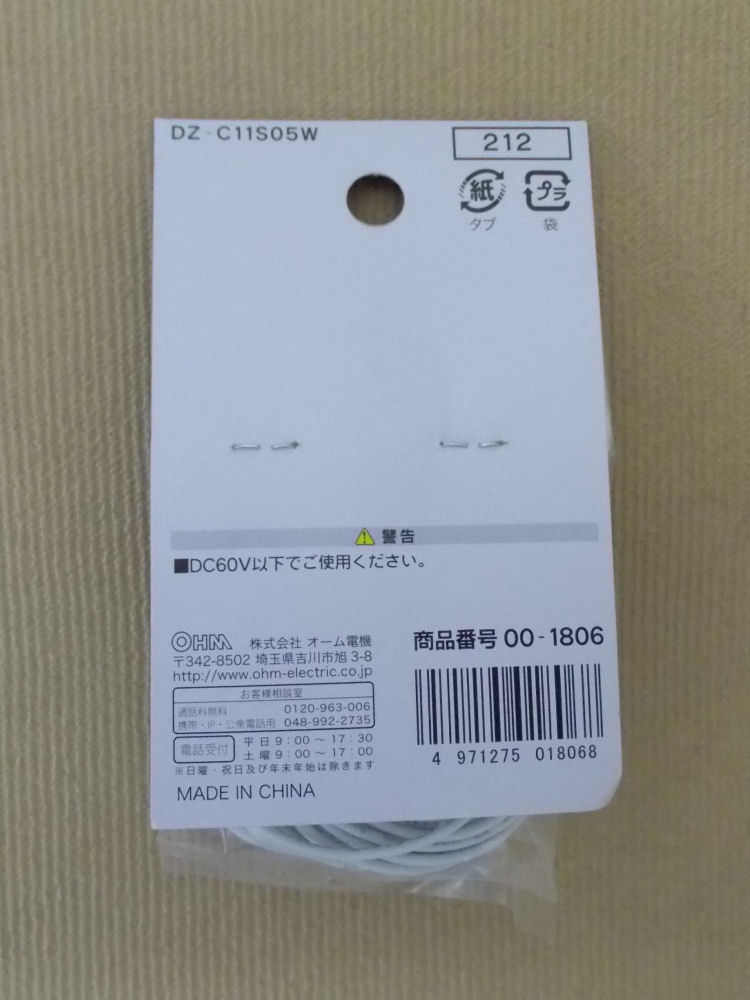 DZ-C11S05W
212
紙
プラ
タブ
袋
警告
■DC60V以下でご使用ください。
OHM 株式会社 オーム電機
〒342-8502 埼玉県吉川市旭 3-8
http://www.ohm-electric.co.jp
お客様相談室
通話料無料 0120-963-006
携帯・IP・公衆電話用 048-992-2735
電話受付
平日 9：00 〜 17：30
土曜 9：00 〜 17：00
※日曜・祝日及び年末年始は除きます
MADE IN CHINA
商品番号 00-1806
4 971275 018068